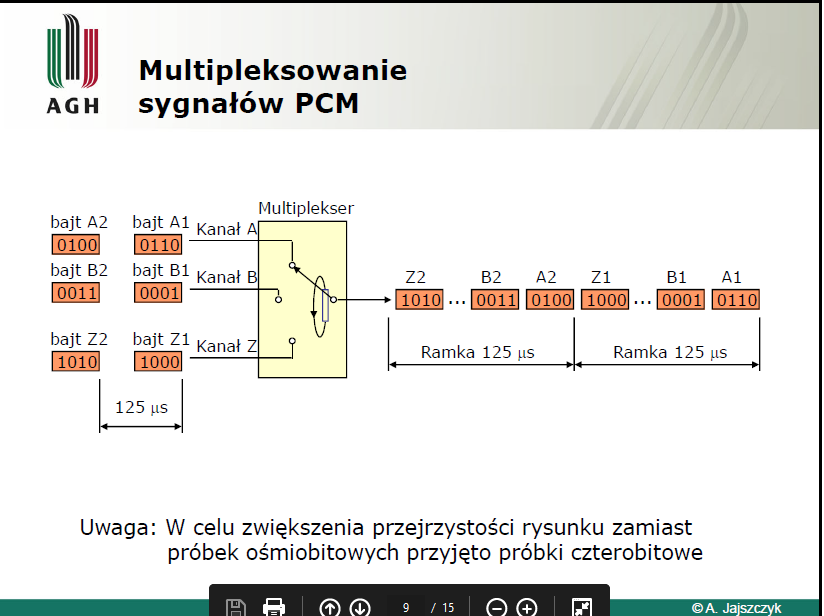 AGH
Multipleksowanie
sygnałów PCM
Multiplekser
bajt A2 bajt A1 Kanał A
0100 0110
bajt B2 bajt B1 Kanał B
0011 0001
bajt Z2 bajt Z1 Kanał Z
1010 1000
125 μs
Z2 B2 A2 Z1 B1 A1
1010 ... 0011 0100 1000 ... 0001 0110
Ramka 125 μs Ramka 125 μs
Uwaga: W celu zwiększenia przejrzystości rysunku zamiast
próbek ośmiobitowych przyjęto próbki czterobitowe
9 / 15
© A. Jajszczyk